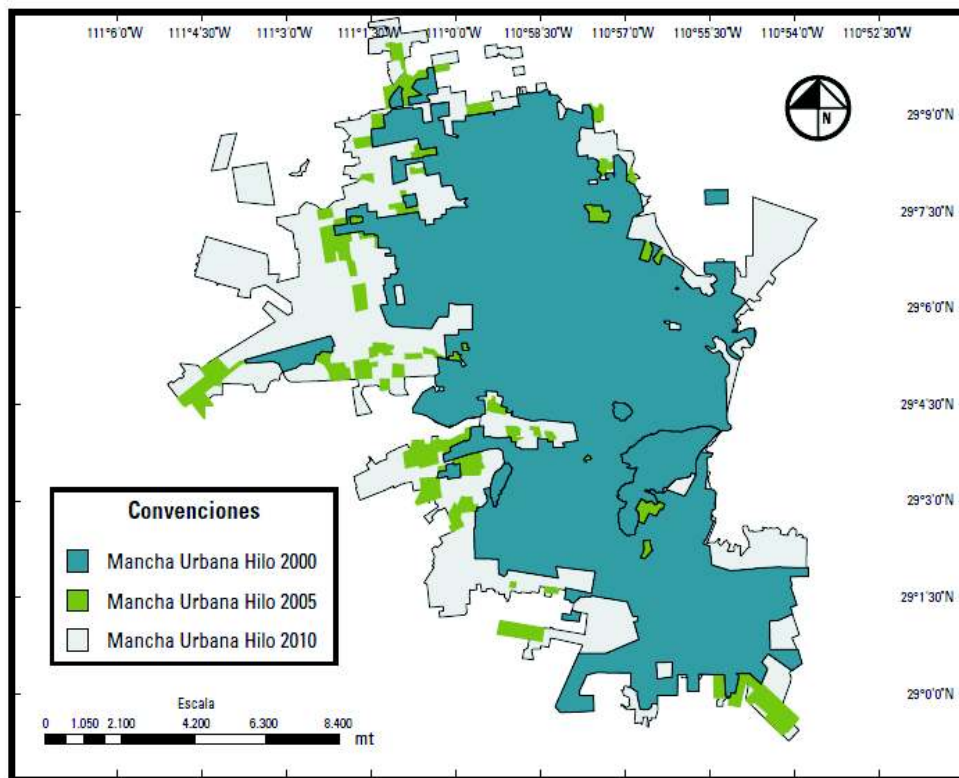 111°6'0"W 111°4'30"W 111°3'0"W 111°1'30"W 111°0'0"W 110°58'30"W 110°57'0"W 110°55'30"W 110°54'0"W 110°52'30"W
N
29°9'0"N
29°7'30"N
29°6'0"N
29°4'30"N
29°3'0"N
29°1'30"N
29°0'0"N
Convenciones
Mancha Urbana Hilo 2000
Mancha Urbana Hilo 2005
Mancha Urbana Hilo 2010
Escala
0 1.050 2.100 4.200 6.300 8.400
mt